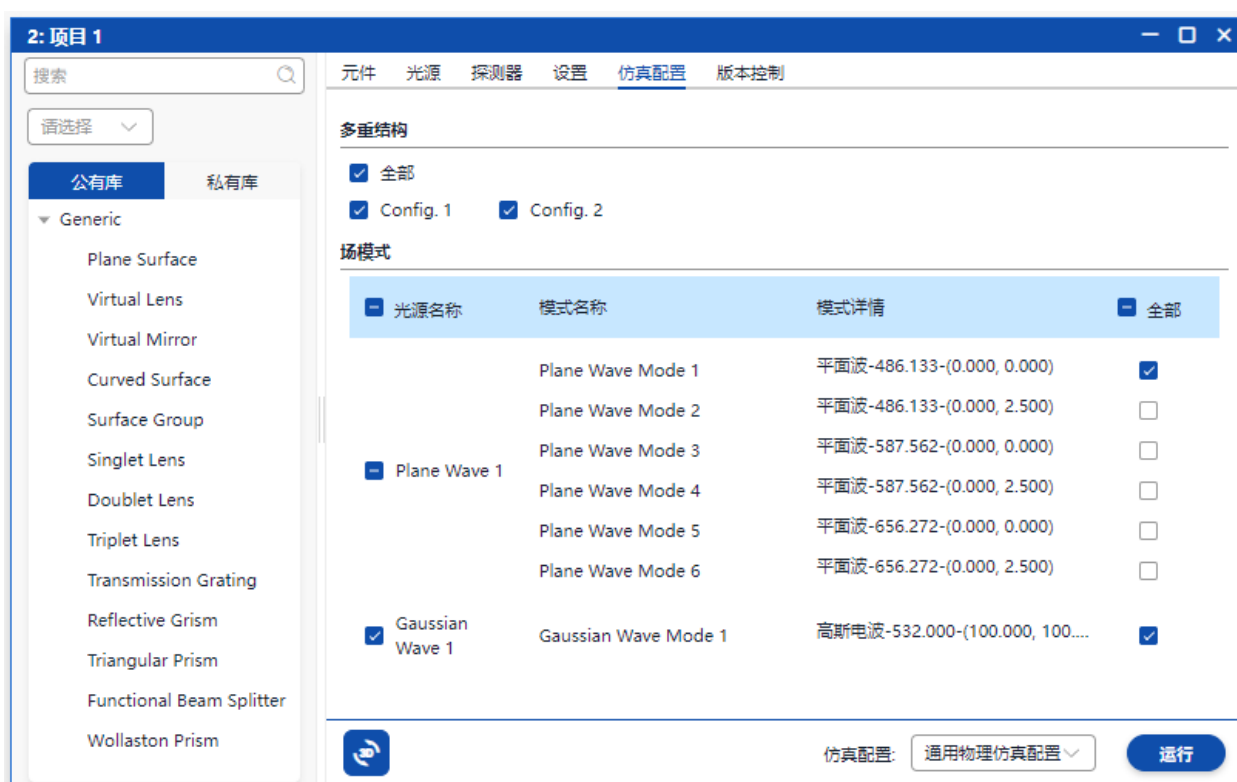 2: 项目 1
搜索
请选择
公有库 私有库
Generic
Plane Surface
Virtual Lens
Virtual Mirror
Curved Surface
Surface Group
Singlet Lens
Doublet Lens
Triplet Lens
Transmission Grating
Reflective Grism
Triangular Prism
Functional Beam Splitter
Wollaston Prism
元件 光源 探测器 设置 仿真配置 版本控制
多重结构
全部
Config. 1 Config. 2
场模式
光源名称 模式名称 模式详情 全部
Plane Wave Mode 1 平面波-486.133-(0.000, 0.000)
Plane Wave Mode 2 平面波-486.133-(0.000, 2.500)
Plane Wave Mode 3 平面波-587.562-(0.000, 0.000)
Plane Wave 1
Plane Wave Mode 4 平面波-587.562-(0.000, 2.500)
Plane Wave Mode 5 平面波-656.272-(0.000, 0.000)
Plane Wave Mode 6 平面波-656.272-(0.000, 2.500)
Gaussian
Wave 1
Gaussian Wave Mode 1 高斯电波-532.000-(100.000, 100....
3D
仿真配置: 通用物理仿真配置 运行